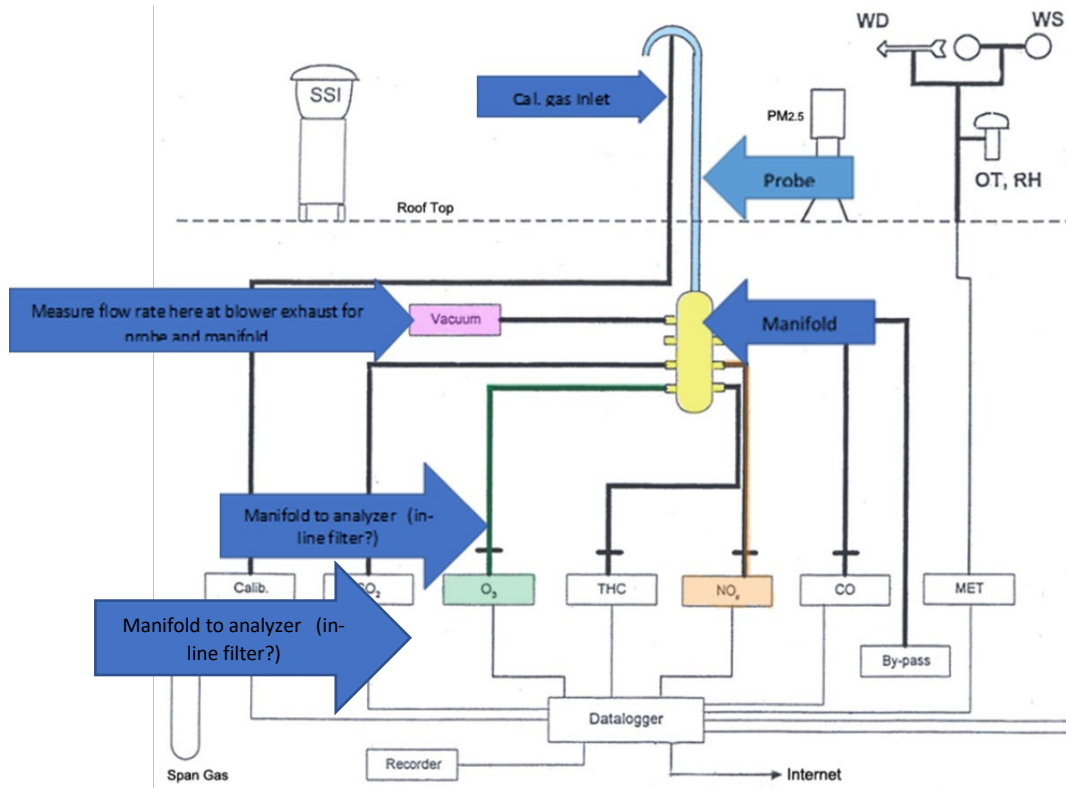 WD
WS
SSI
Cal. gas inlet
PM2.5
Probe
OT, RH
Roof Top
Measure flow rate here at blower exhaust for
probe and manifold
Vacuum
Manifold
Manifold to analyzer (in-
line filter?)
Calib.
O3
THC
NOx
CO
MET
Manifold to analyzer (in-
line filter?)
By-pass
Datalogger
Recorder
Span Gas
Internet